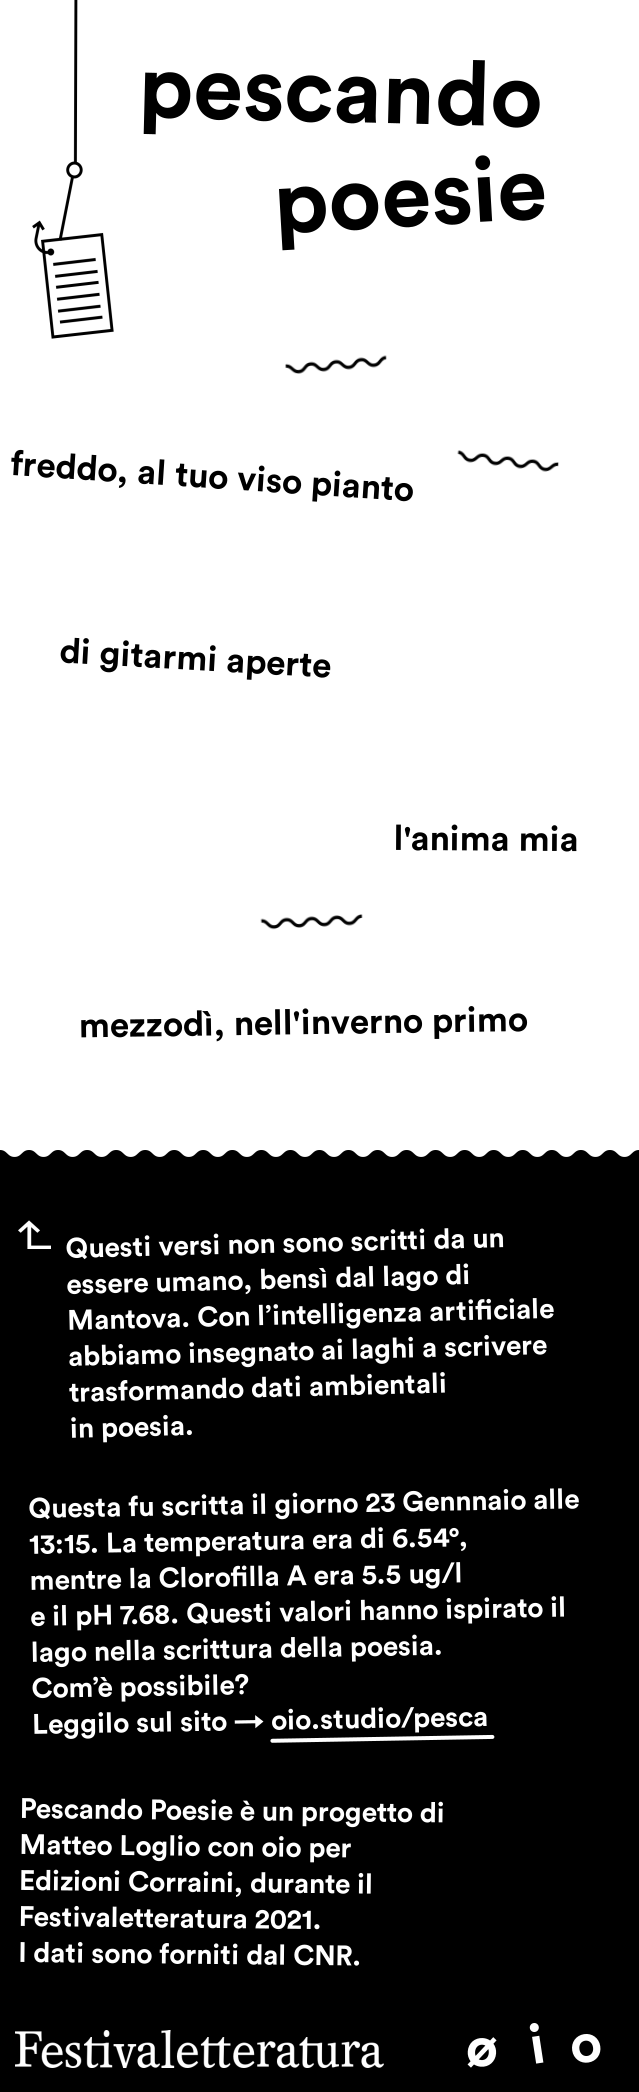 pescando
poesie
freddo, al tuo viso pianto
di gitarmi aperte
l'anima mia
mezzodì, nell'inverno primo
Questi versi non sono scritti da un
essere umano, bensì dal lago di
Mantova. Con l’intelligenza artificiale
abbiamo insegnato ai laghi a scrivere
trasformando dati ambientali
in poesia.
Questa fu scritta il giorno 23 Gennnaio alle
13:15. La temperatura era di 6.54°,
mentre la Clorofilla A era 5.5 ug/l
e il pH 7.68. Questi valori hanno ispirato il
lago nella scrittura della poesia.
Com’è possibile?
Leggilo sul sito → oio.studio/pesca
Pescando Poesie è un progetto di
Matteo Loglio con oio per
Edizioni Corraini, durante il
Festivaletteratura 2021.
I dati sono forniti dal CNR.
Festivaletteratura ø i o